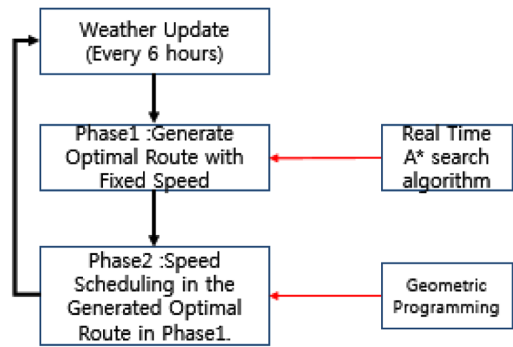 Weather Update
(Every 6 hours)
Phase1 :Generate
Optimal Route with
Fixed Speed
Real Time
A* search
algorithm
Phase2 :Speed
Scheduling in the
Generated Optimal
Route in Phase1.
Geometric
Programming